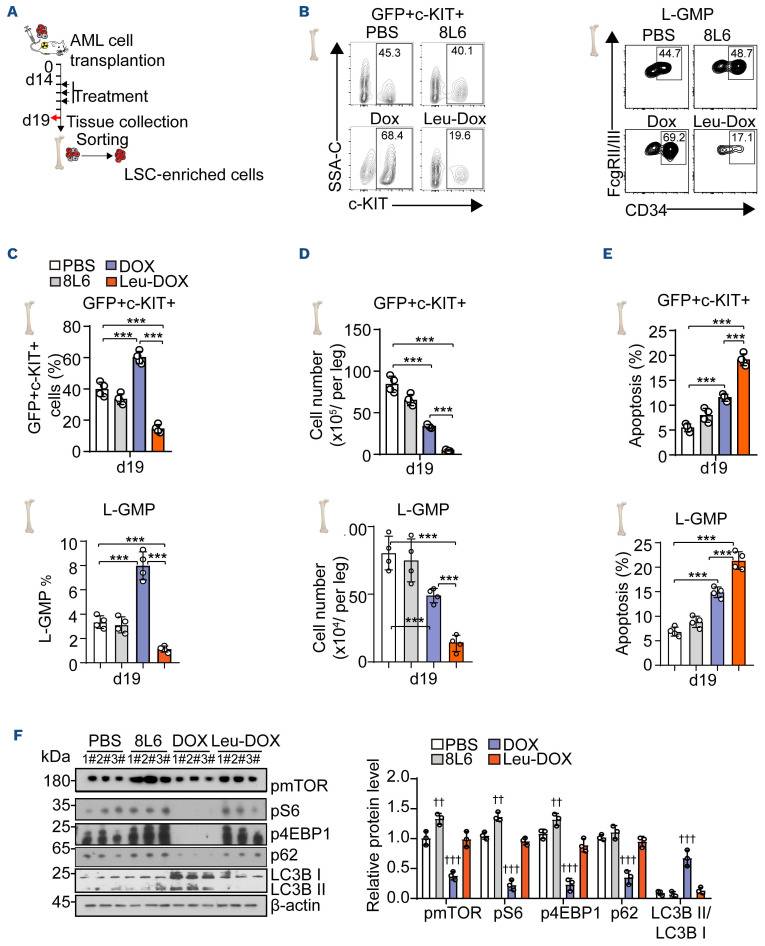 A
AML cell
transplantion
0
d14
Treatment
d19
Tissue collection
Sorting
LSC-enriched cells
B
GFP+c-KIT+
PBS 8L6
45.3 40.1
Dox Leu-Dox
68.4 19.6
SSA-C
c-KIT
L-GMP
PBS 8L6
44.7 48.7
Dox Leu-Dox
69.2 17.1
FcgRII/III
CD34
C
PBS DOX
8L6 Leu-DOX
GFP+c-KIT+
***
*** ***
GFP+c-KIT+
cells (%)
80
60
40
20
0
d19
L-GMP
***
*** ***
L-GMP %
10
8
6
4
2
0
d19
D
GFP+c-KIT+
***
***
***
Cell number
(x10⁵/ per leg)
150
100
50
0
d19
L-GMP
***
***
***
Cell number
(x10⁴/ per leg)
00
50
0
d19
E
GFP+c-KIT+
***
***
***
Apoptosis (%)
25
20
15
10
5
0
d19
L-GMP
***
***
***
Apoptosis (%)
25
20
15
10
5
0
d19
F
PBS 8L6 DOX Leu-DOX
kDa 1#2#3# 1#2#3# 1#2#3# 1#2#3#
180 pmTOR
35 pS6
25 p4EBP1
65 p62
25 LC3B I
LC3B II
45 β-actin
PBS DOX
8L6 Leu-DOX
Relative protein level
2.0
1.5
1.0
0.5
0.0
†† †† ††
††† ††† ††† ††† †††
pmTOR pS6 p4EBP1 p62 LC3B II/
LC3B I